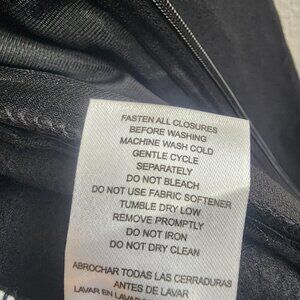 FASTEN ALL CLOSURES
BEFORE WASHING
MACHINE WASH COLD
GENTLE CYCLE
SEPARATELY
DO NOT BLEACH
DO NOT USE FABRIC SOFTENER
TUMBLE DRY LOW
REMOVE PROMPTLY
DO NOT IRON
DO NOT DRY CLEAN
ABROCHAR TODAS LAS CERRADURAS
ANTES DE LAVAR
LAVAR EN